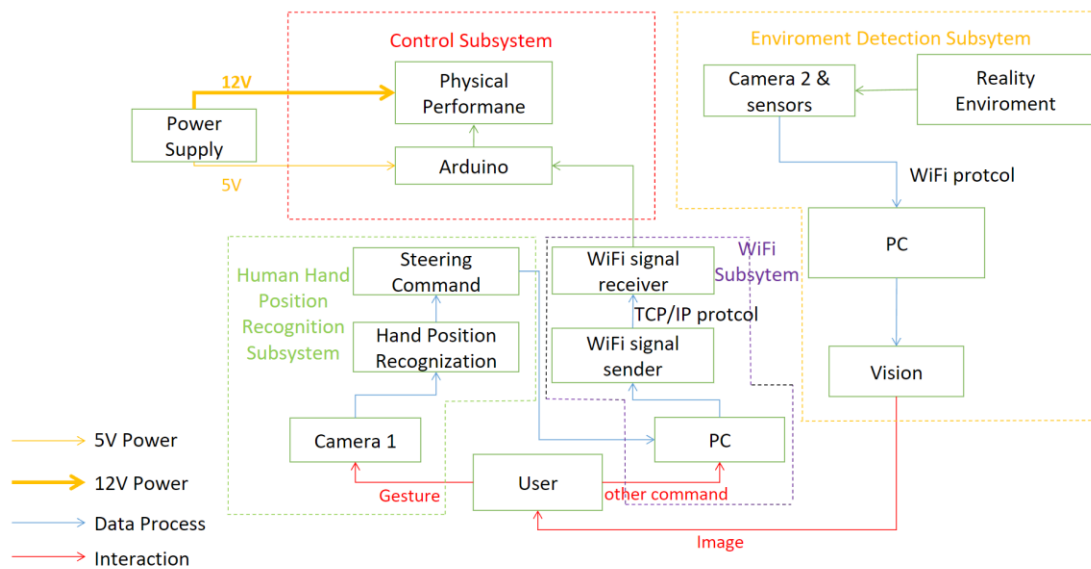 Control Subsystem
Enviroment Detection Subsytem
12V
Physical
Performane
Camera 2 &
sensors
Reality
Enviroment
Power
Supply
Arduino
5V
WiFi protcol
PC
Human Hand
Position
Recognition
Subsystem
Steering
Command
WiFi signal
receiver
WiFi
Subsytem
TCP/IP protcol
Hand Position
Recognization
WiFi signal
sender
Vision
Camera 1
PC
User
Gesture
other command
Image
5V Power
12V Power
Data Process
Interaction